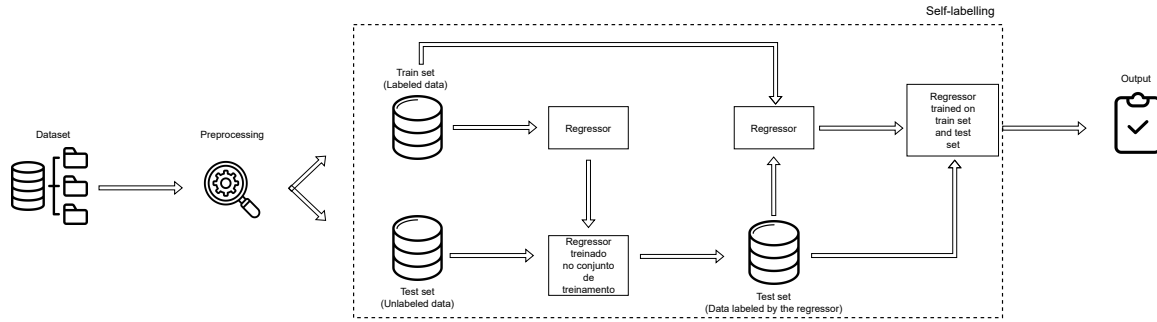 Self-labelling
Train set
(Labeled data)
Output
Regressor
trained on
train set
and test
set
Dataset
Preprocessing
Regressor
Regressor
Regressor
treinado
no conjunto
de
treinamento
Test set
(Unlabeled data)
Test set
(Data labeled by the regressor)